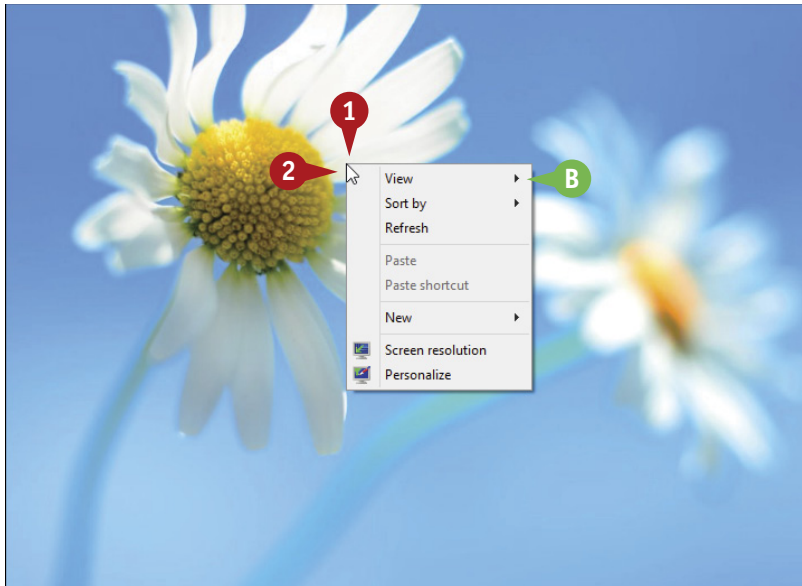 1
2
View
B
Sort by
Refresh
Paste
Paste shortcut
New
Screen resolution
Personalize